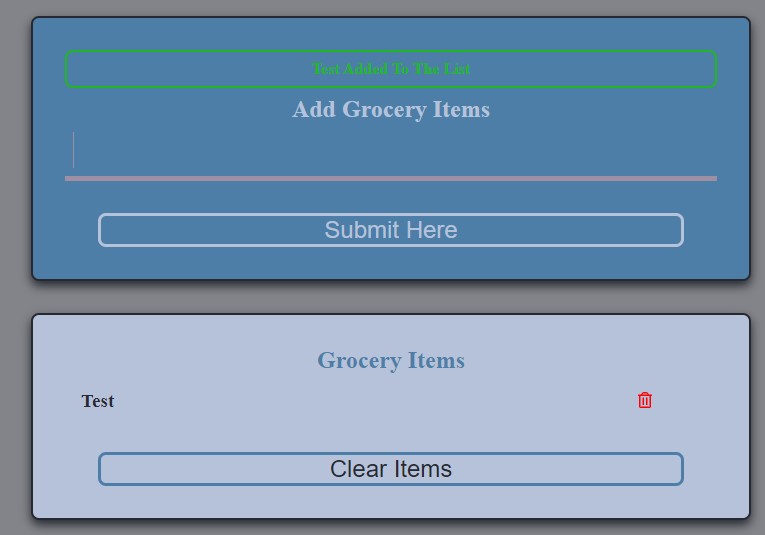 Test Added To The List
Add Grocery Items
Submit Here
Grocery Items
Test
Clear Items